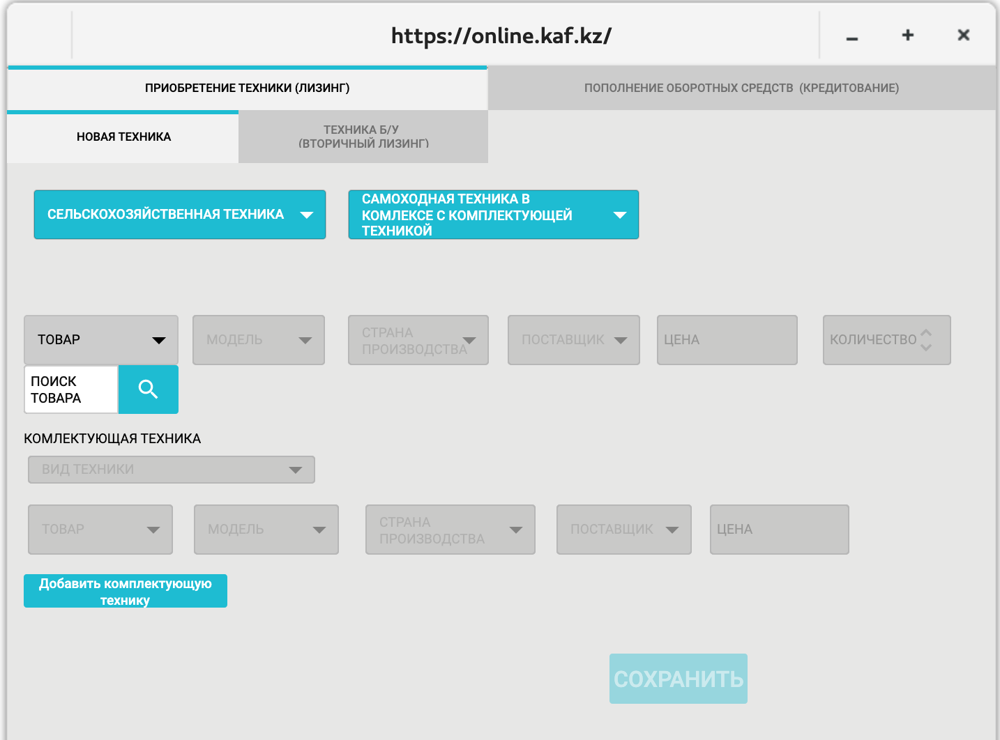 https://online.kaf.kz/
ПРИОБРЕТЕНИЕ ТЕХНИКИ (ЛИЗИНГ)
ПОПОЛНЕНИЕ ОБОРОТНЫХ СРЕДСТВ (КРЕДИТОВАНИЕ)
НОВАЯ ТЕХНИКА
ТЕХНИКА Б/У
(ВТОРИЧНЫЙ ЛИЗИНГ)
СЕЛЬСКОХОЗЯЙСТВЕННАЯ ТЕХНИКА
САМОХОДНАЯ ТЕХНИКА В
КОМЛЕКСЕ С КОМПЛЕКТУЮЩЕЙ
ТЕХНИКОЙ
ТОВАР
МОДЕЛЬ
СТРАНА
ПРОИЗВОДСТВА
ПОСТАВЩИК
ЦЕНА
КОЛИЧЕСТВО
ПОИСК
ТОВАРА
КОМЛЕКТУЮЩАЯ ТЕХНИКА
ВИД ТЕХНИКИ
ТОВАР
МОДЕЛЬ
СТРАНА
ПРОИЗВОДСТВА
ПОСТАВЩИК
ЦЕНА
Добавить комплектующую
технику
СОХРАНИТЬ